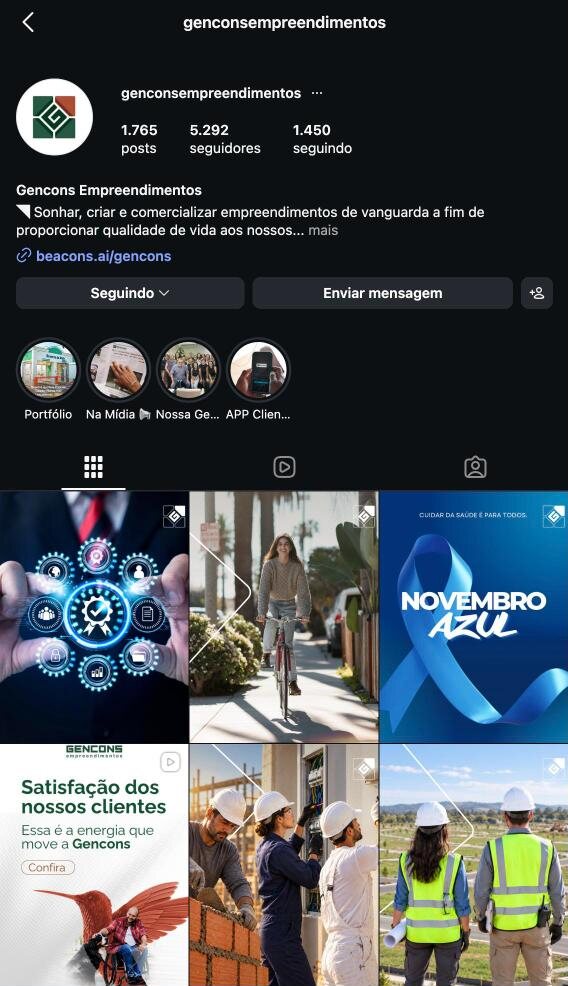 genconsempreendimentos
genconsempreendimentos ...
1.765 5.292 1.450
posts seguidores seguindo
Gencons Empreendimentos
Sonhar, criar e comercializar empreendimentos de vanguarda a fim de
proporcionar qualidade de vida aos nossos... mais
beacons.ai/gencons
Seguindo
Enviar mensagem
Portfólio Na Mídia Nossa Ge... APP Clien...
CUIDAR DA SAÚDE É PARA TODOS.
NOVEMBRO
AZUL
GENCONS
empreendimentos
Satisfação dos
nossos clientes
Essa é a energia que
move a Gencons
Confira